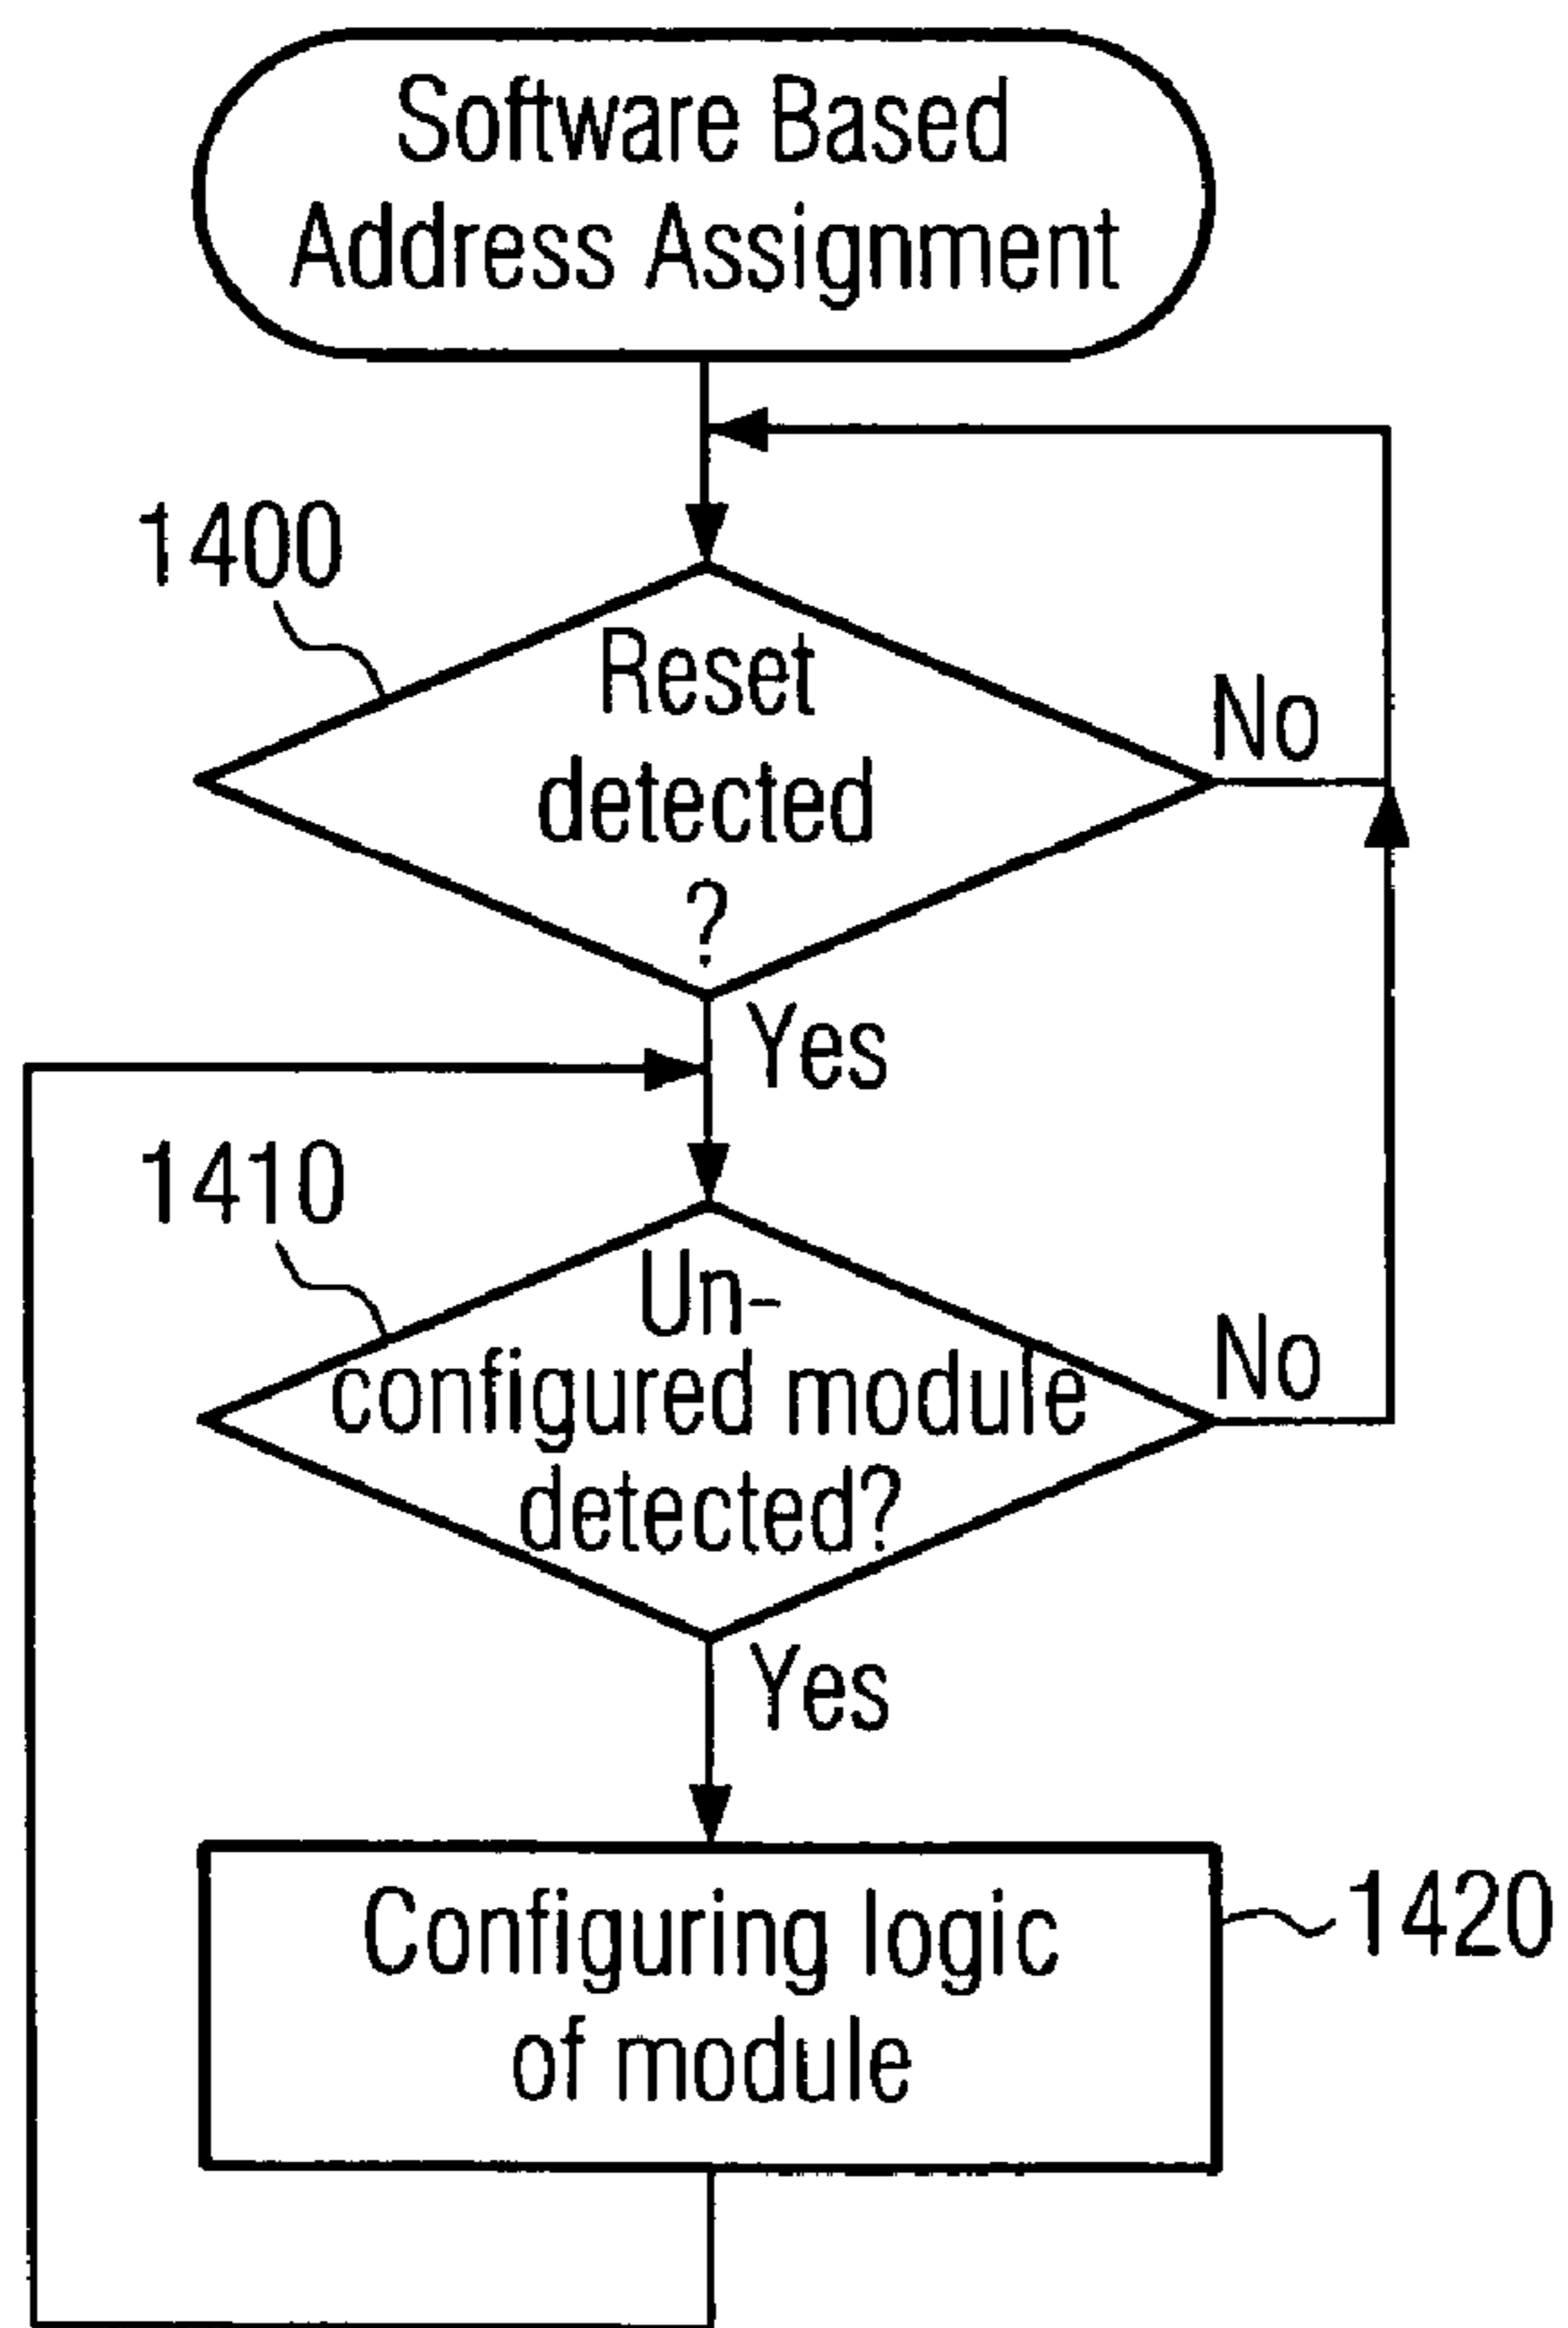 Software Based
Address Assignment
1400
Reset
detected
?
No
Yes
1410
Un-
configured module
detected?
No
Yes
Configuring logic
of module
1420